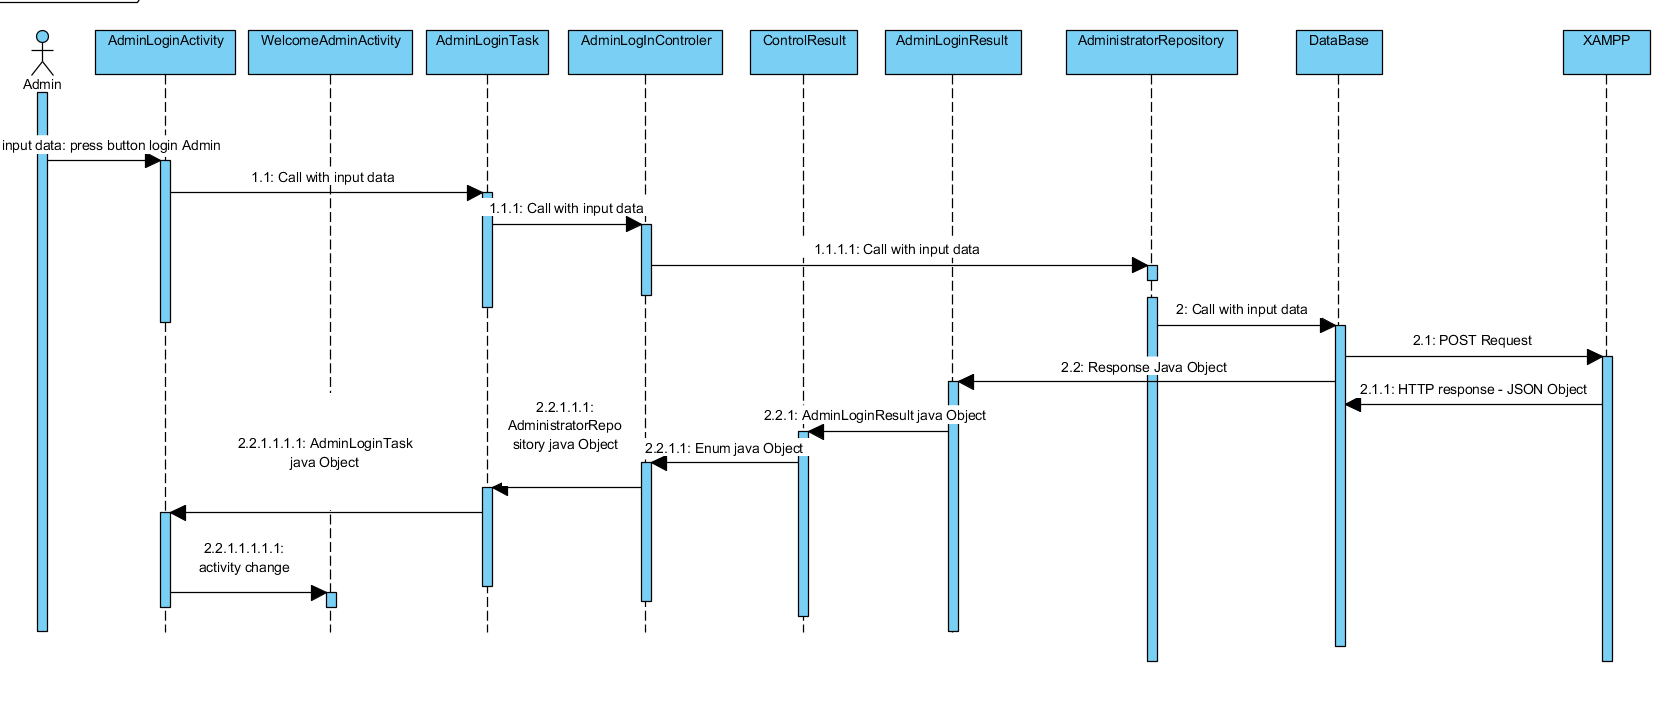 AdminLoginActivity
WelcomeAdminActivity
AdminLoginTask
AdminLogInControler
ControlResult
AdminLoginResult
AdministratorRepository
DataBase
XAMPP
Admin
input data: press button login Admin
1.1: Call with input data
1.1.1: Call with input data
1.1.1.1: Call with input data
2: Call with input data
2.1: POST Request
2.2: Response Java Object
2.1.1: HTTP response - JSON Object
2.2.1: AdminLoginResult java Object
2.2.1.1: Enum java Object
2.2.1.1.1:
AdministratorRepo
sitory java Object
2.2.1.1.1.1: AdminLoginTask
java Object
2.2.1.1.1.1.1:
activity change